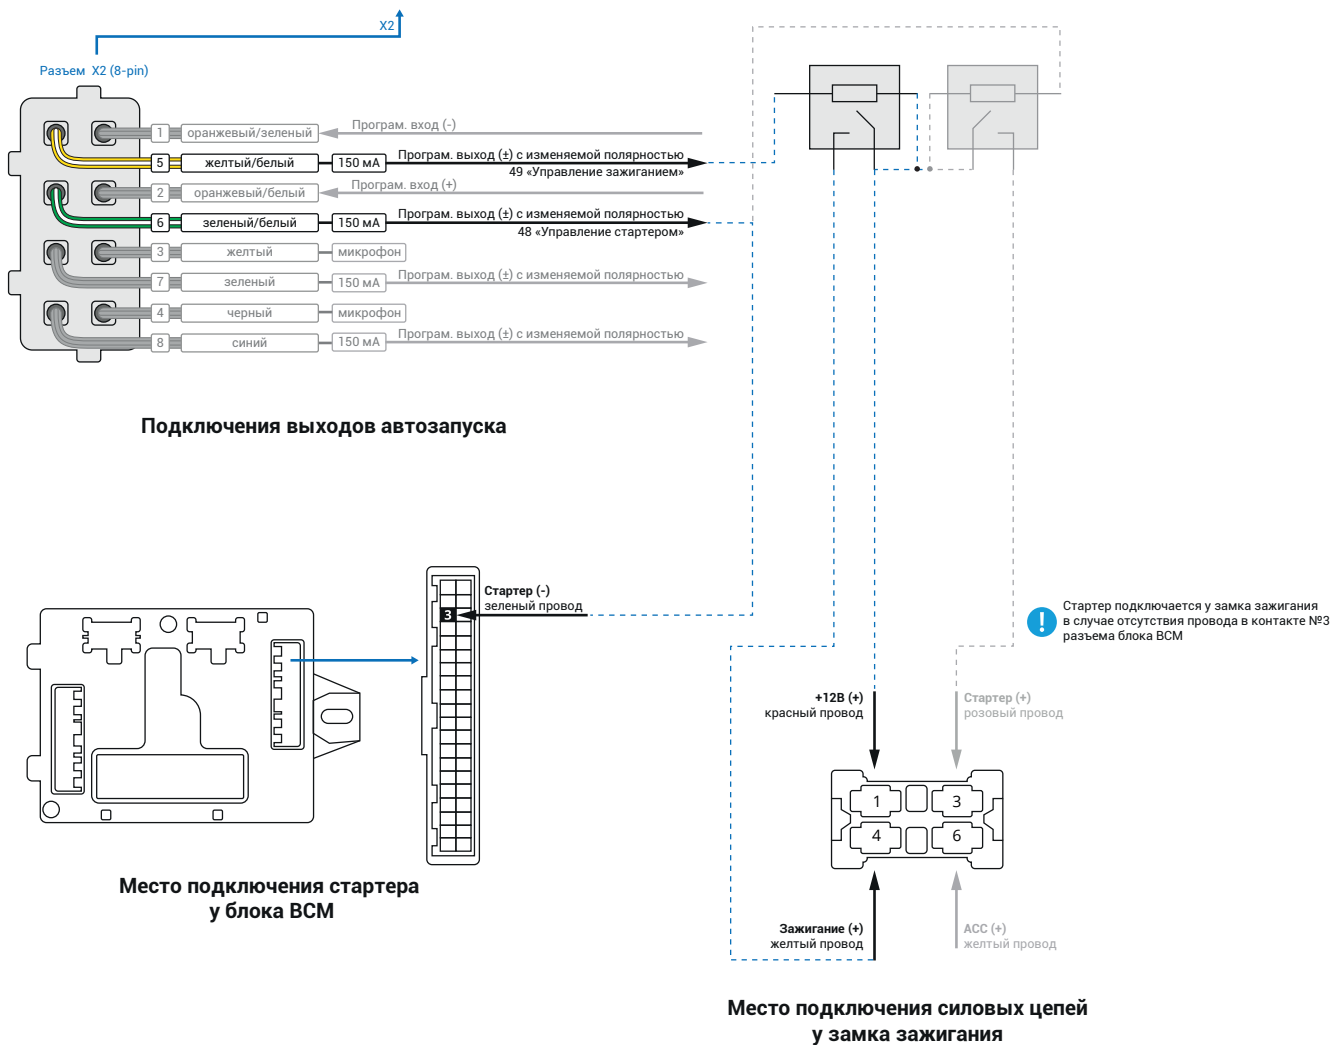 X2
Разъем X2 (8-pin)
1 оранжевый/зеленый Програм. вход (-)
5 желтый/белый 150 мА Програм. выход (±) с изменяемой полярностью
49 «Управление зажиганием»
2 оранжевый/белый Програм. вход (+)
6 зеленый/белый 150 мА Програм. выход (±) с изменяемой полярностью
48 «Управление стартером»
3 желтый микрофон
7 зеленый 150 мА Програм. выход (±) с изменяемой полярностью
4 черный микрофон
8 синий 150 мА Програм. выход (±) с изменяемой полярностью
Подключения выходов автозапуска
Стартер (-)
зеленый провод
3
Место подключения стартера
у блока BCM
!
Стартер подключается у замка зажигания
в случае отсутствия провода в контакте №3
разъема блока BCM
+12В (+)
красный провод
Стартер (+)
розовый провод
1 3
4 6
Зажигание (+)
желтый провод
ACC (+)
желтый провод
Место подключения силовых цепей
у замка зажигания